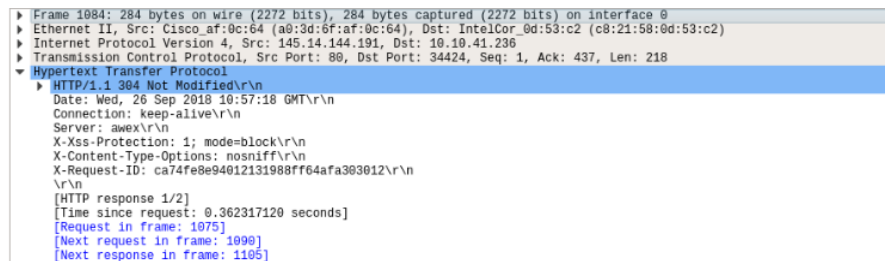 Frame 1084: 284 bytes on wire (2272 bits), 284 bytes captured (2272 bits) on interface 0
Ethernet II, Src: Cisco_af:0c:64 (a0:3d:6f:af:0c:64), Dst: IntelCor_0d:53:c2 (c8:21:58:0d:53:c2)
Internet Protocol Version 4, Src: 145.14.144.191, Dst: 10.10.41.236
Transmission Control Protocol, Src Port: 80, Dst Port: 34424, Seq: 1, Ack: 437, Len: 218
Hypertext Transfer Protocol
HTTP/1.1 304 Not Modified\r\n
Date: Wed, 26 Sep 2018 10:57:18 GMT\r\n
Connection: keep-alive\r\n
Server: awex\r\n
X-Xss-Protection: 1; mode=block\r\n
X-Content-Type-Options: nosniff\r\n
X-Request-ID: ca74fe8e94012131988ff64afa303012\r\n
\r\n
[HTTP response 1/2]
[Time since request: 0.362317120 seconds]
[Request in frame: 1075]
[Next request in frame: 1090]
[Next response in frame: 1105]